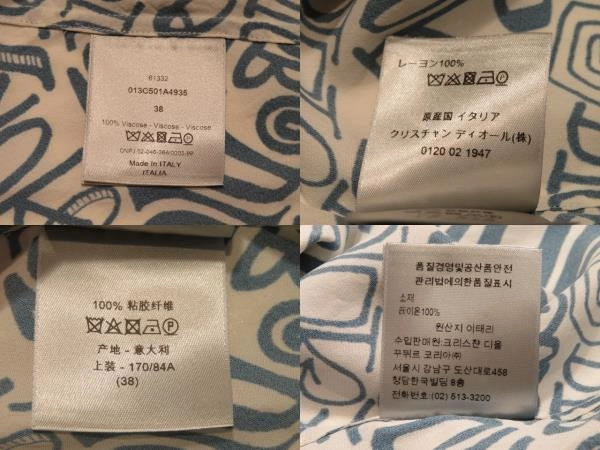 61332
013C501A4935
38
100% Viscose - Viscose - Viscose
Made in ITALY
ITALIA
レーヨン100%
原産国 イタリア
クリスチャン ディオール(株)
0120 02 1947
100% 粘胶纤维
产地 - 意大利
上装 - 170/84A
(38)
품질경영및공산품안전
관리법에의한품질표시
소재
레이온100%
원산지 이태리
수입판매원: 크리스챤 디올
꾸뛰르 코리아㈜
서울시 강남구 도산대로458
청담한국빌딩 8층
전화번호: (02) 513-3200